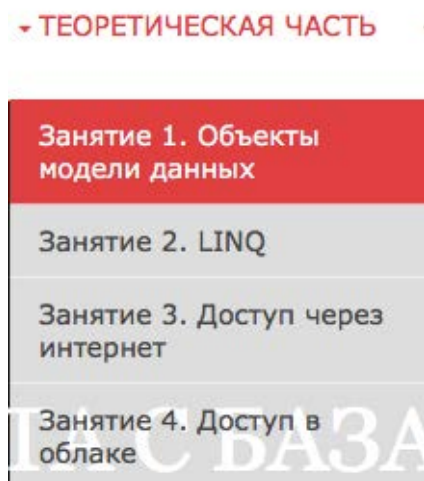 ТЕОРЕТИЧЕСКАЯ ЧАСТЬ
Занятие 1. Объекты
модели данных
Занятие 2. LINQ
Занятие 3. Доступ через
интернет
Занятие 4. Доступ в
облаке
С БАЗА